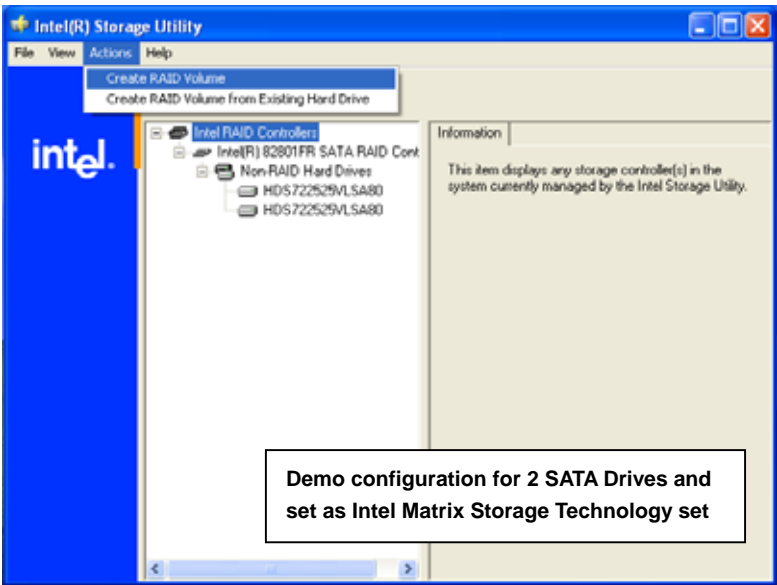 Intel(R) Storage Utility
File View Actions Help
Create RAID Volume
Create RAID Volume from Existing Hard Drive
intel.
Intel RAID Controllers
Intel(R) 82801FR SATA RAID Cont
Non-RAID Hard Drives
HDS722525VLSA80
HDS722525VLSA80
Information
This item displays any storage controller(s) in the
system currently managed by the Intel Storage Utility.
Demo configuration for 2 SATA Drives and
set as Intel Matrix Storage Technology set